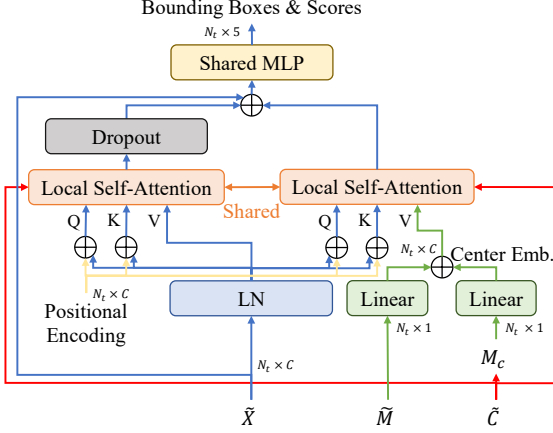 Bounding Boxes & Scores
N_t × 5
Shared MLP
Dropout
Local Self-Attention
Local Self-Attention
Shared
Q
K
V
Q
K
V
N_t × C
Center Emb.
N_t × C
Positional
Encoding
LN
Linear
Linear
N_t × 1
N_t × 1
M_c
N_t × C
X̃
M̃
C̃